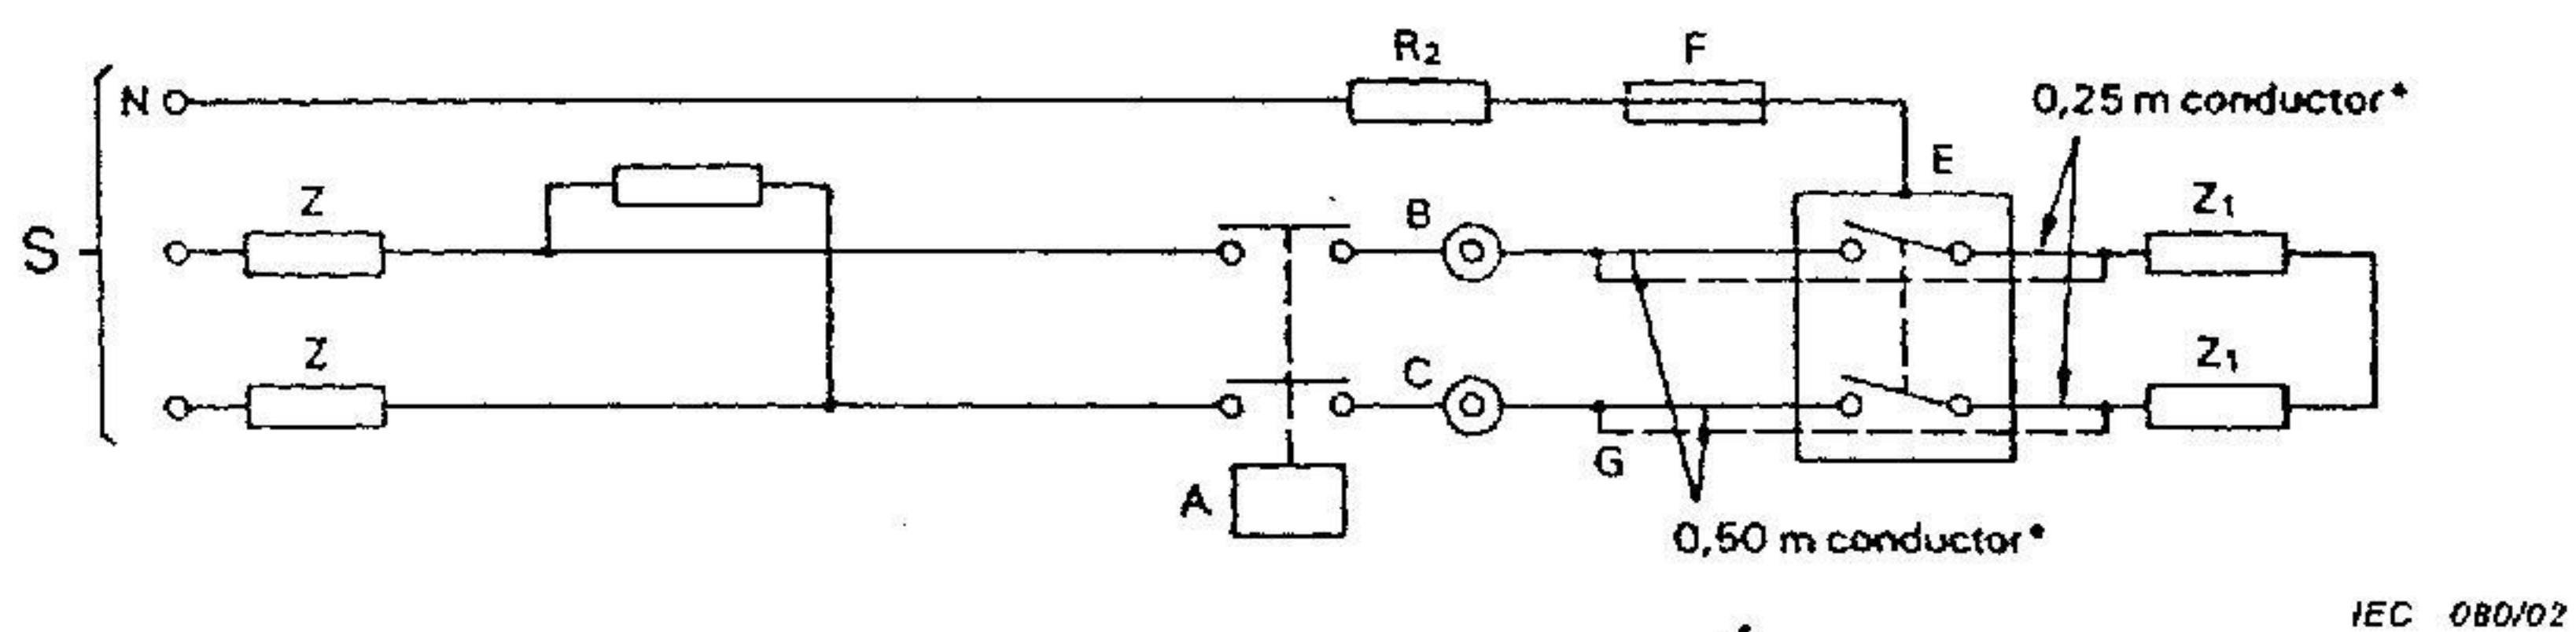 R₂ F
N 0,25 m conductor*
E
Z B Z₁
S
Z C Z₁
G
A
0,50 m conductor*
IEC 080/02